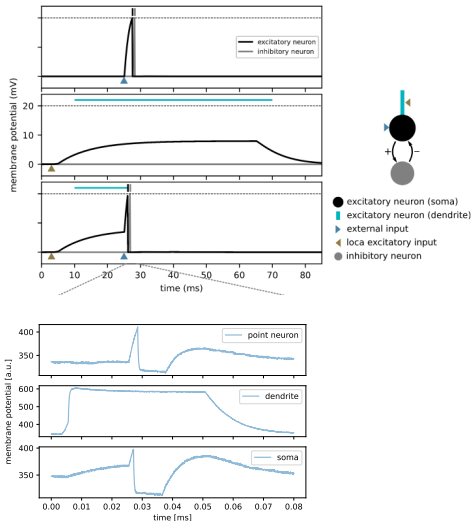 excitatory neuron
inhibitory neuron
membrane potential (mV)
20
10
0
0 10 20 30 40 50 60 70 80
time (ms)
+ −
excitatory neuron (soma)
excitatory neuron (dendrite)
external input
loca excitatory input
inhibitory neuron
membrane potential [a.u.]
400
350
point neuron
600
500
400
dendrite
400
350
soma
0.00 0.01 0.02 0.03 0.04 0.05 0.06 0.07 0.08
time [ms]